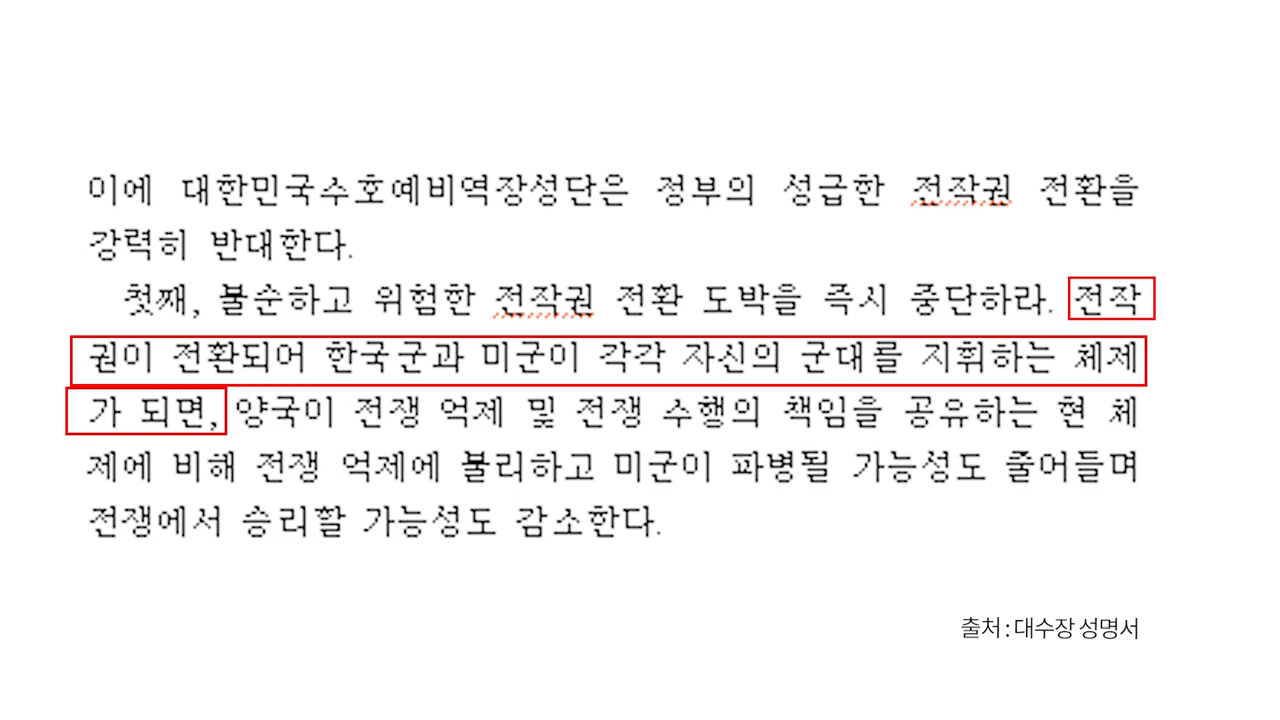 이에 대한민국수호예비역장성단은 정부의 성급한 전작권 전환을
강력히 반대한다.
첫째, 불순하고 위험한 전작권 전환 도박을 즉시 중단하라. 전작
권이 전환되어 한국군과 미군이 각각 자신의 군대를 지휘하는 체제
가 되면, 양국이 전쟁 억제 및 전쟁 수행의 책임을 공유하는 현 체
제에 비해 전쟁 억제에 불리하고 미군이 파병될 가능성도 줄어들며
전쟁에서 승리할 가능성도 감소한다.
출처 : 대수장 성명서